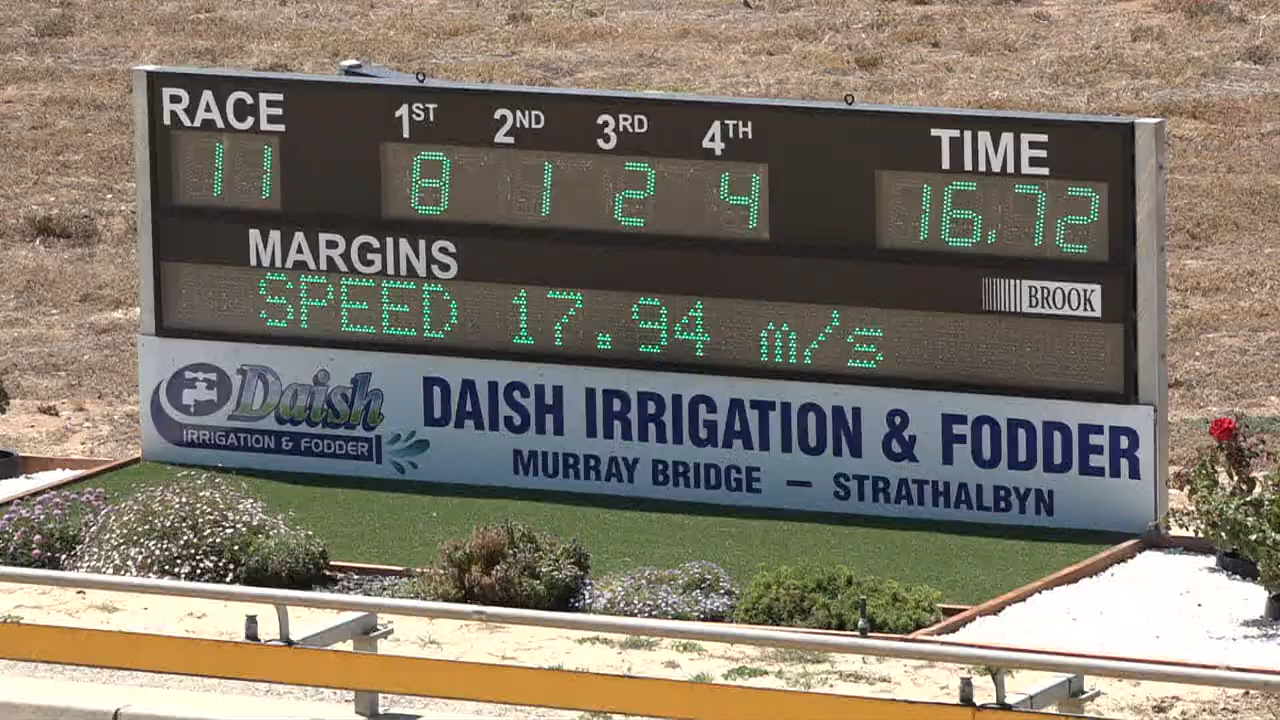 RACE 1ST 2ND 3RD 4TH TIME
11 8 1 2 4 16.72
MARGINS
BROOK
SPEED 17.94 m/s
Daish
IRRIGATION & FODDER
DAISH IRRIGATION & FODDER
MURRAY BRIDGE – STRATHALBYN